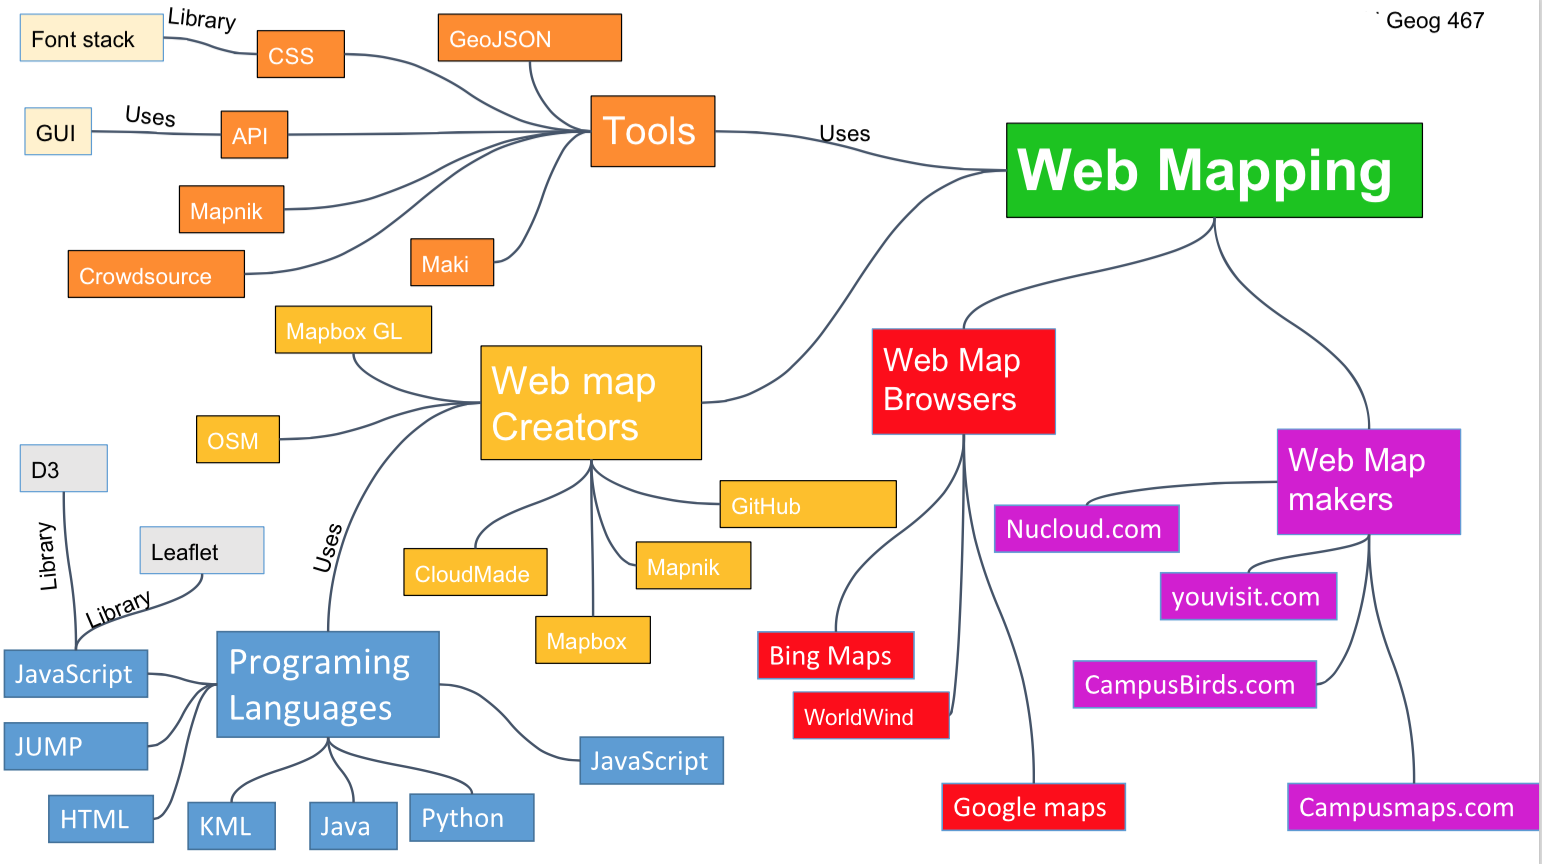 Geog 467
Font stack
Library
CSS
GeoJSON
GUI
Uses
API
Tools
Uses
Web Mapping
Mapnik
Crowdsource
Maki
Mapbox GL
Web map
Creators
OSM
Web Map
Browsers
Web Map
makers
D3
Library
Leaflet
Library
Uses
GitHub
CloudMade
Mapnik
Mapbox
Nucloud.com
youvisit.com
CampusBirds.com
Campusmaps.com
Bing Maps
WorldWind
Google maps
Programing
Languages
JavaScript
JUMP
HTML
KML
Java
Python
JavaScript